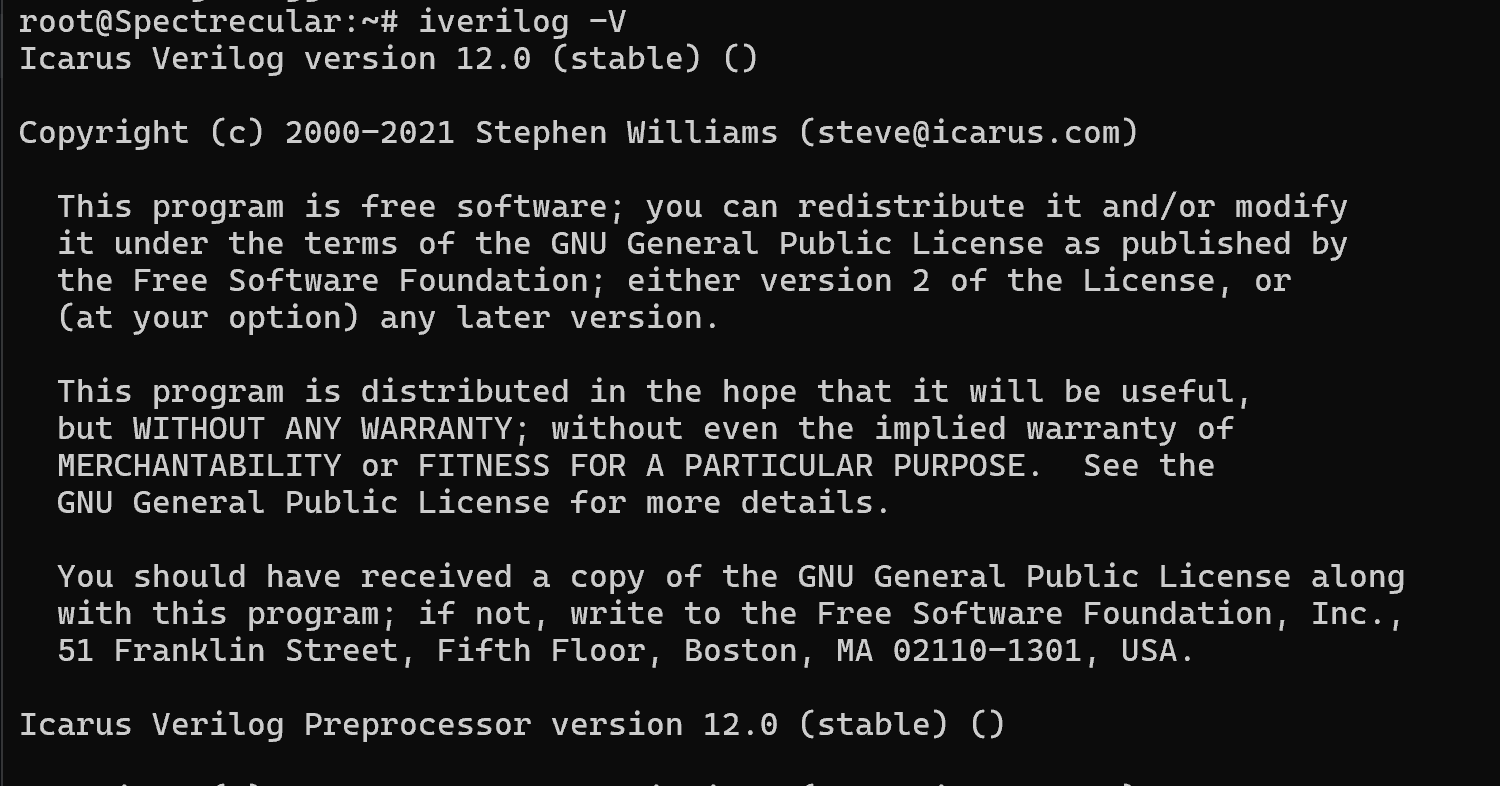 root@Spectrecular:~# iverilog -V
Icarus Verilog version 12.0 (stable) ()
Copyright (c) 2000-2021 Stephen Williams (steve@icarus.com)
This program is free software; you can redistribute it and/or modify
it under the terms of the GNU General Public License as published by
the Free Software Foundation; either version 2 of the License, or
(at your option) any later version.
This program is distributed in the hope that it will be useful,
but WITHOUT ANY WARRANTY; without even the implied warranty of
MERCHANTABILITY or FITNESS FOR A PARTICULAR PURPOSE.  See the
GNU General Public License for more details.
You should have received a copy of the GNU General Public License along
with this program; if not, write to the Free Software Foundation, Inc.,
51 Franklin Street, Fifth Floor, Boston, MA 02110-1301, USA.
Icarus Verilog Preprocessor version 12.0 (stable) ()